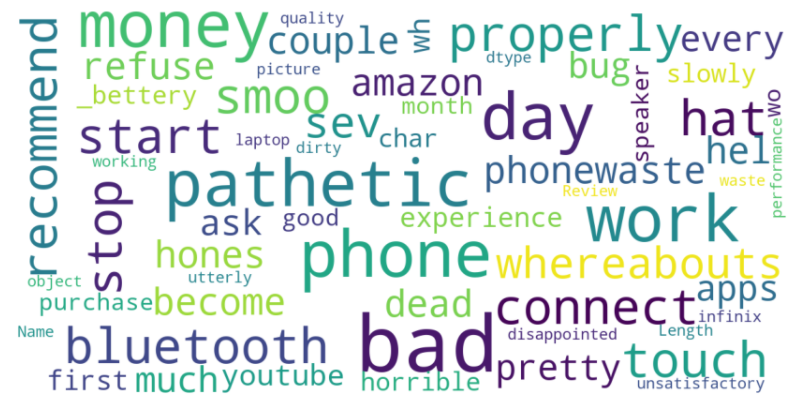 money
quality
couple
wh
properly
every
recommend
refuse
picture
dtype
bug
slowly
_bettery
smoo
amazon
month
speaker
hat
wo
start
sev
char
day
performance
laptop
dirty
hel
working
pathetic
phonewaste
Review
waste
stop
ask
good
experience
work
hones
phone
whereabouts
object
utterly
apps
purchase
become
dead
connect
infinix
Name
bluetooth
bad
disappointed
Length
first
much
youtube
horrible
pretty
touch
unsatisfactory